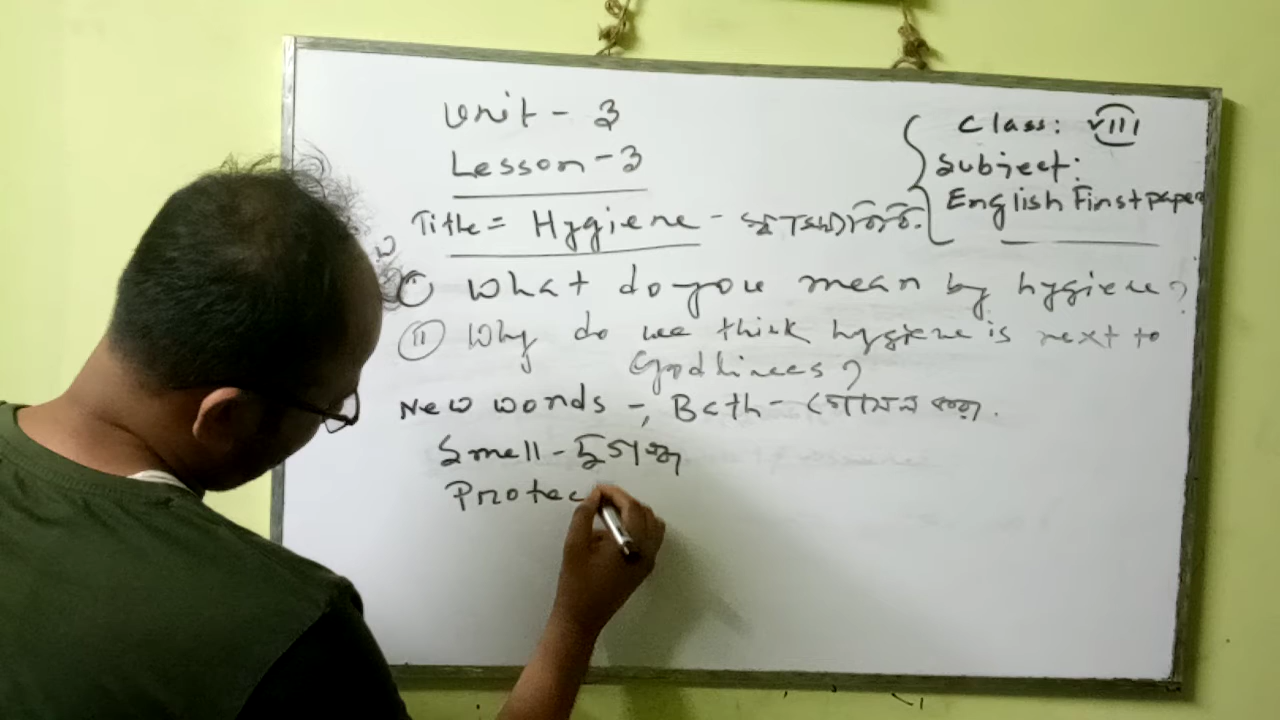 Unit - 3
Lesson - 3
Class: VIII
Subject:
English First paper
Title = Hygiene - স্বাস্থ্যবিধি.
i What do you mean by hygiene?
ii Why do we think hygiene is next to
Godliness?
New words -, Bath - গোসল করা.
Smell - দুর্গন্ধ
Protec